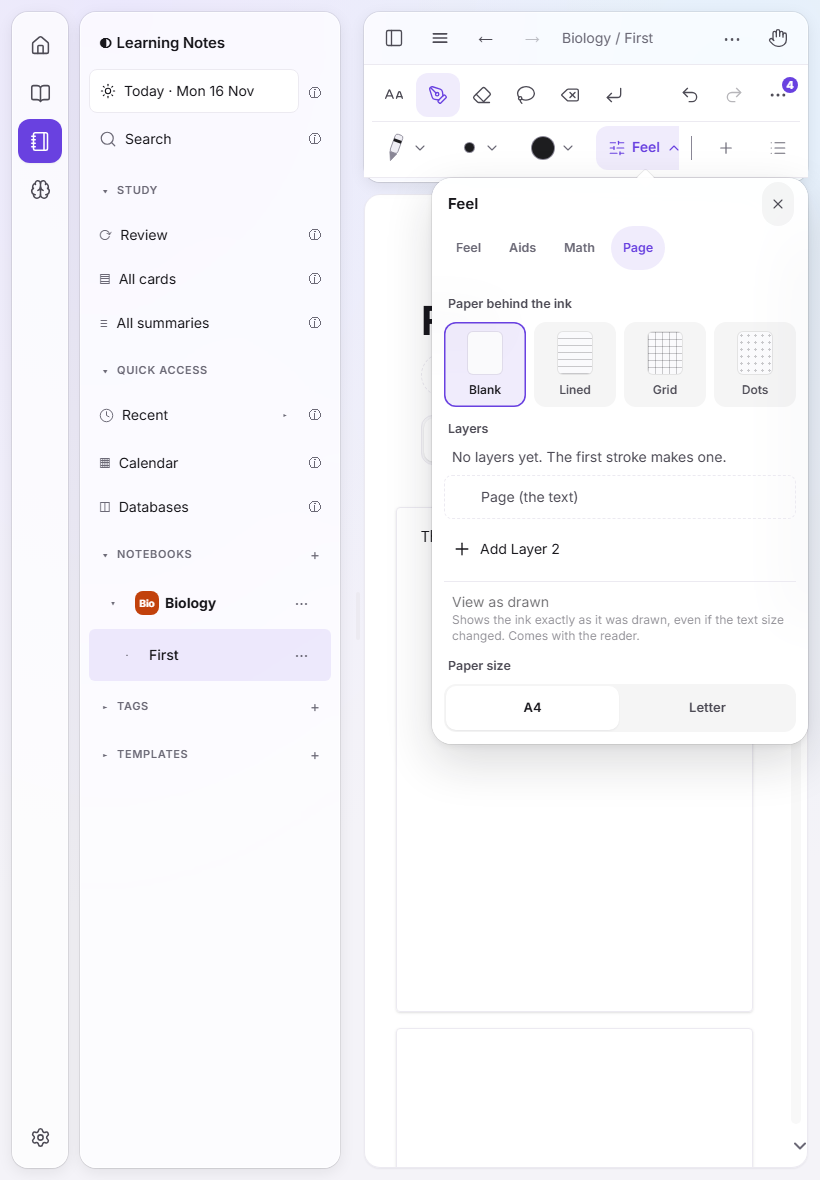 Learning Notes
Today · Mon 16 Nov
Search
STUDY
Review
All cards
All summaries
QUICK ACCESS
Recent
Calendar
Databases
NOTEBOOKS
Bio Biology
First
TAGS
TEMPLATES
Biology / First
AA
4
Feel
Feel
Feel Aids Math Page
Paper behind the ink
Blank Lined Grid Dots
Layers
No layers yet. The first stroke makes one.
Page (the text)
Add Layer 2
View as drawn
Shows the ink exactly as it was drawn, even if the text size
changed. Comes with the reader.
Paper size
A4 Letter